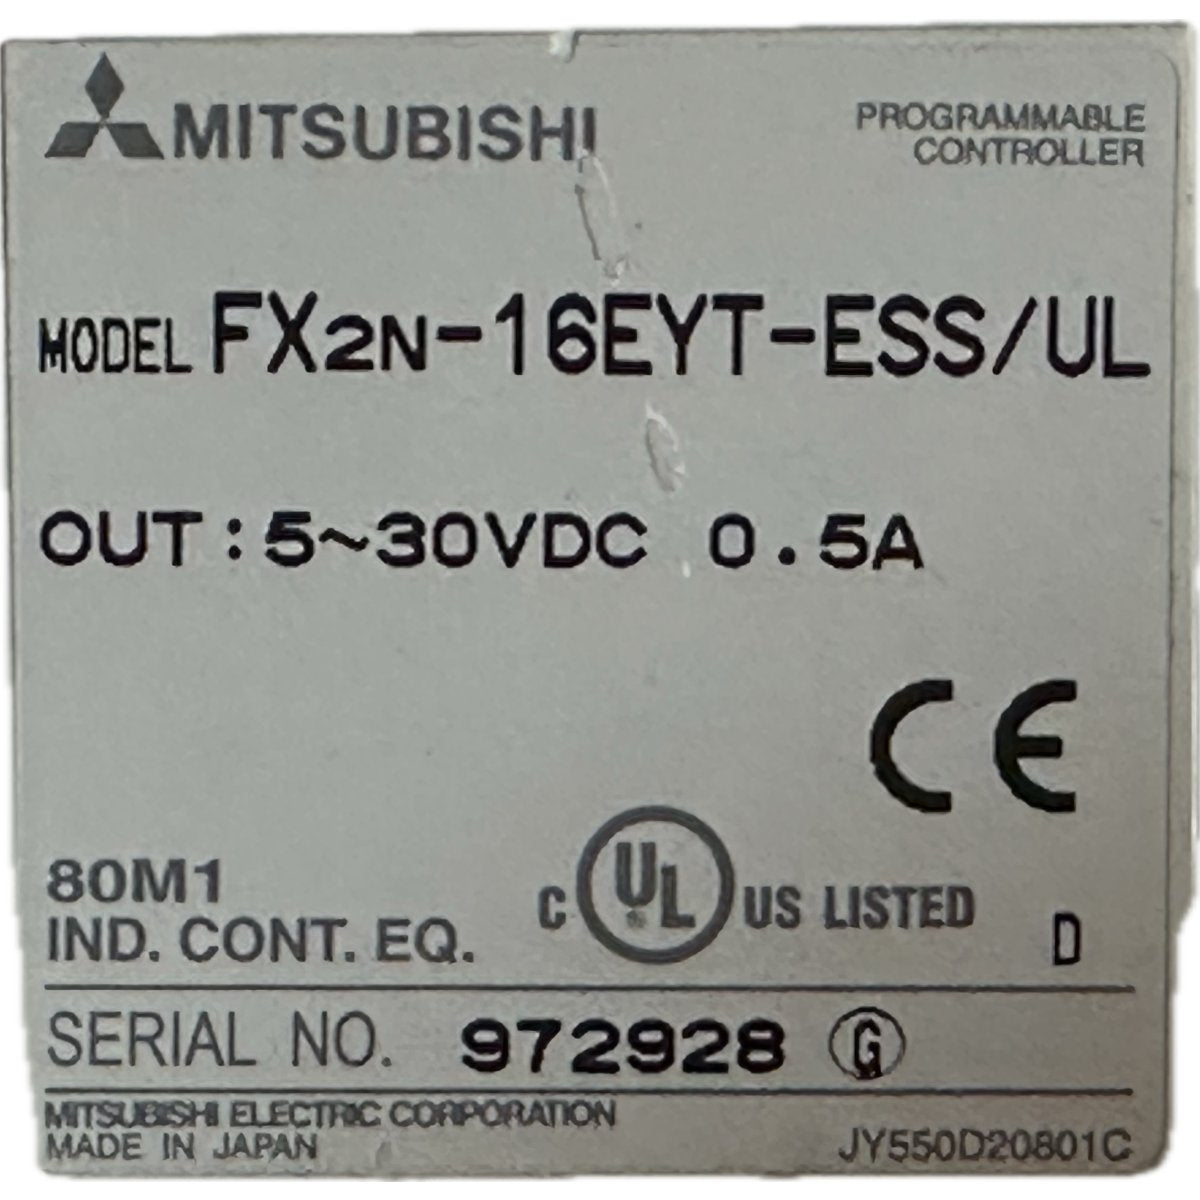 MITSUBISHI
PROGRAMMABLE
CONTROLLER
MODEL FX2N-16EYT-ESS/UL
OUT:5~30VDC 0.5A
CE
80M1
IND. CONT. EQ.
C UL US LISTED
D
SERIAL NO. 972928 G
MITSUBISHI ELECTRIC CORPORATION
MADE IN JAPAN
JY550D20801C